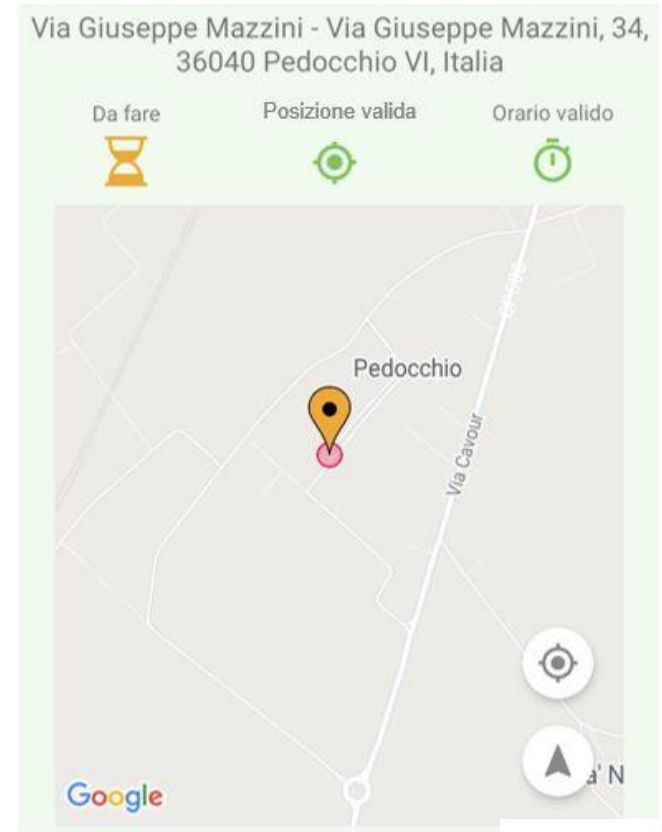 Via Giuseppe Mazzini - Via Giuseppe Mazzini, 34,
36040 Pedocchio VI, Italia
Da fare
Posizione valida
Orario valido
Pedocchio
Via Cavour
a' N
Google